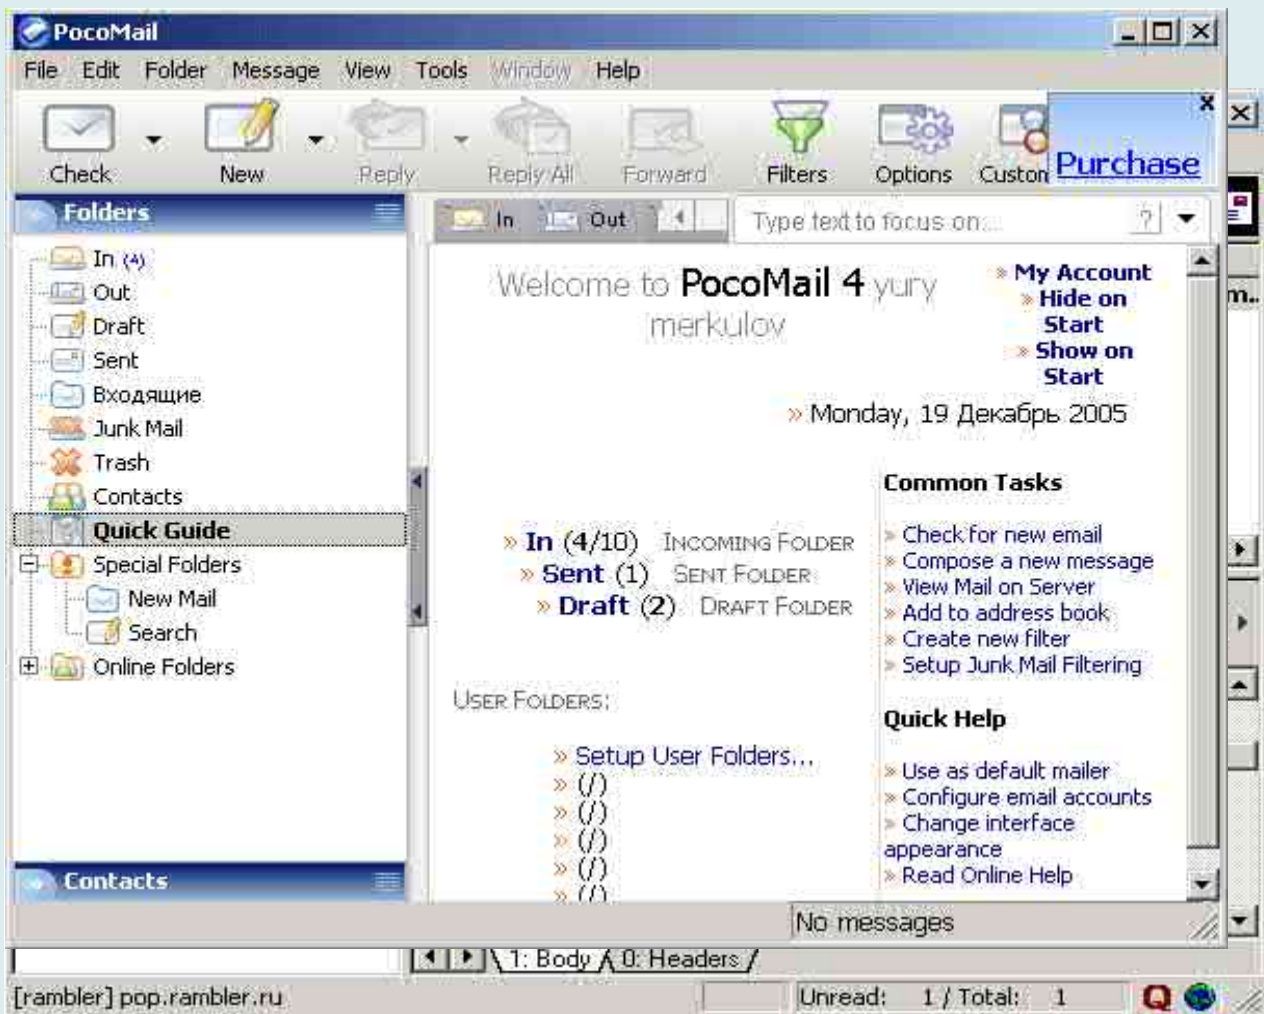 PocoMail
File Edit Folder Message View Tools Window Help
Check New Reply Reply All Forward Filters Options Custom
Purchase
Folders
In (4)
Out
Draft
Sent
Входящие
Junk Mail
Trash
Contacts
Quick Guide
Special Folders
New Mail
Search
Online Folders
Contacts
In Out Type text to focus on:... ?
Welcome to PocoMail 4 yury
merkulov
» My Account
» Hide on
Start
» Show on
Start
» Monday, 19 Декабрь 2005
» In (4/10) INCOMING FOLDER
» Sent (1) SENT FOLDER
» Draft (2) DRAFT FOLDER
USER FOLDERS:
» Setup User Folders...
» (/)
» (/)
» (/)
» (/)
» (/)
Common Tasks
» Check for new email
» Compose a new message
» View Mail on Server
» Add to address book
» Create new filter
» Setup Junk Mail Filtering
Quick Help
» Use as default mailer
» Configure email accounts
» Change interface
appearance
» Read Online Help
No messages
m..
1: Body 0: Headers
[rambler] pop.rambler.ru Unread: 1 / Total: 1